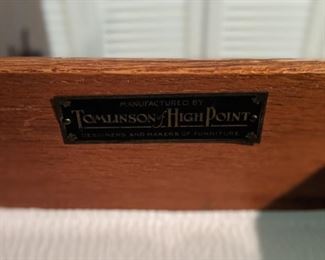 MANUFACTURED BY
TOMLINSON of HIGH POINT
DESIGNERS AND MAKERS OF FURNITURE